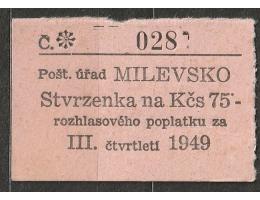 Č. ※ 028
Pošt. úřad MILEVSKO
Stvrzenka na Kčs 75·-
rozhlasového poplatku za
III. čtvrtletí 1949